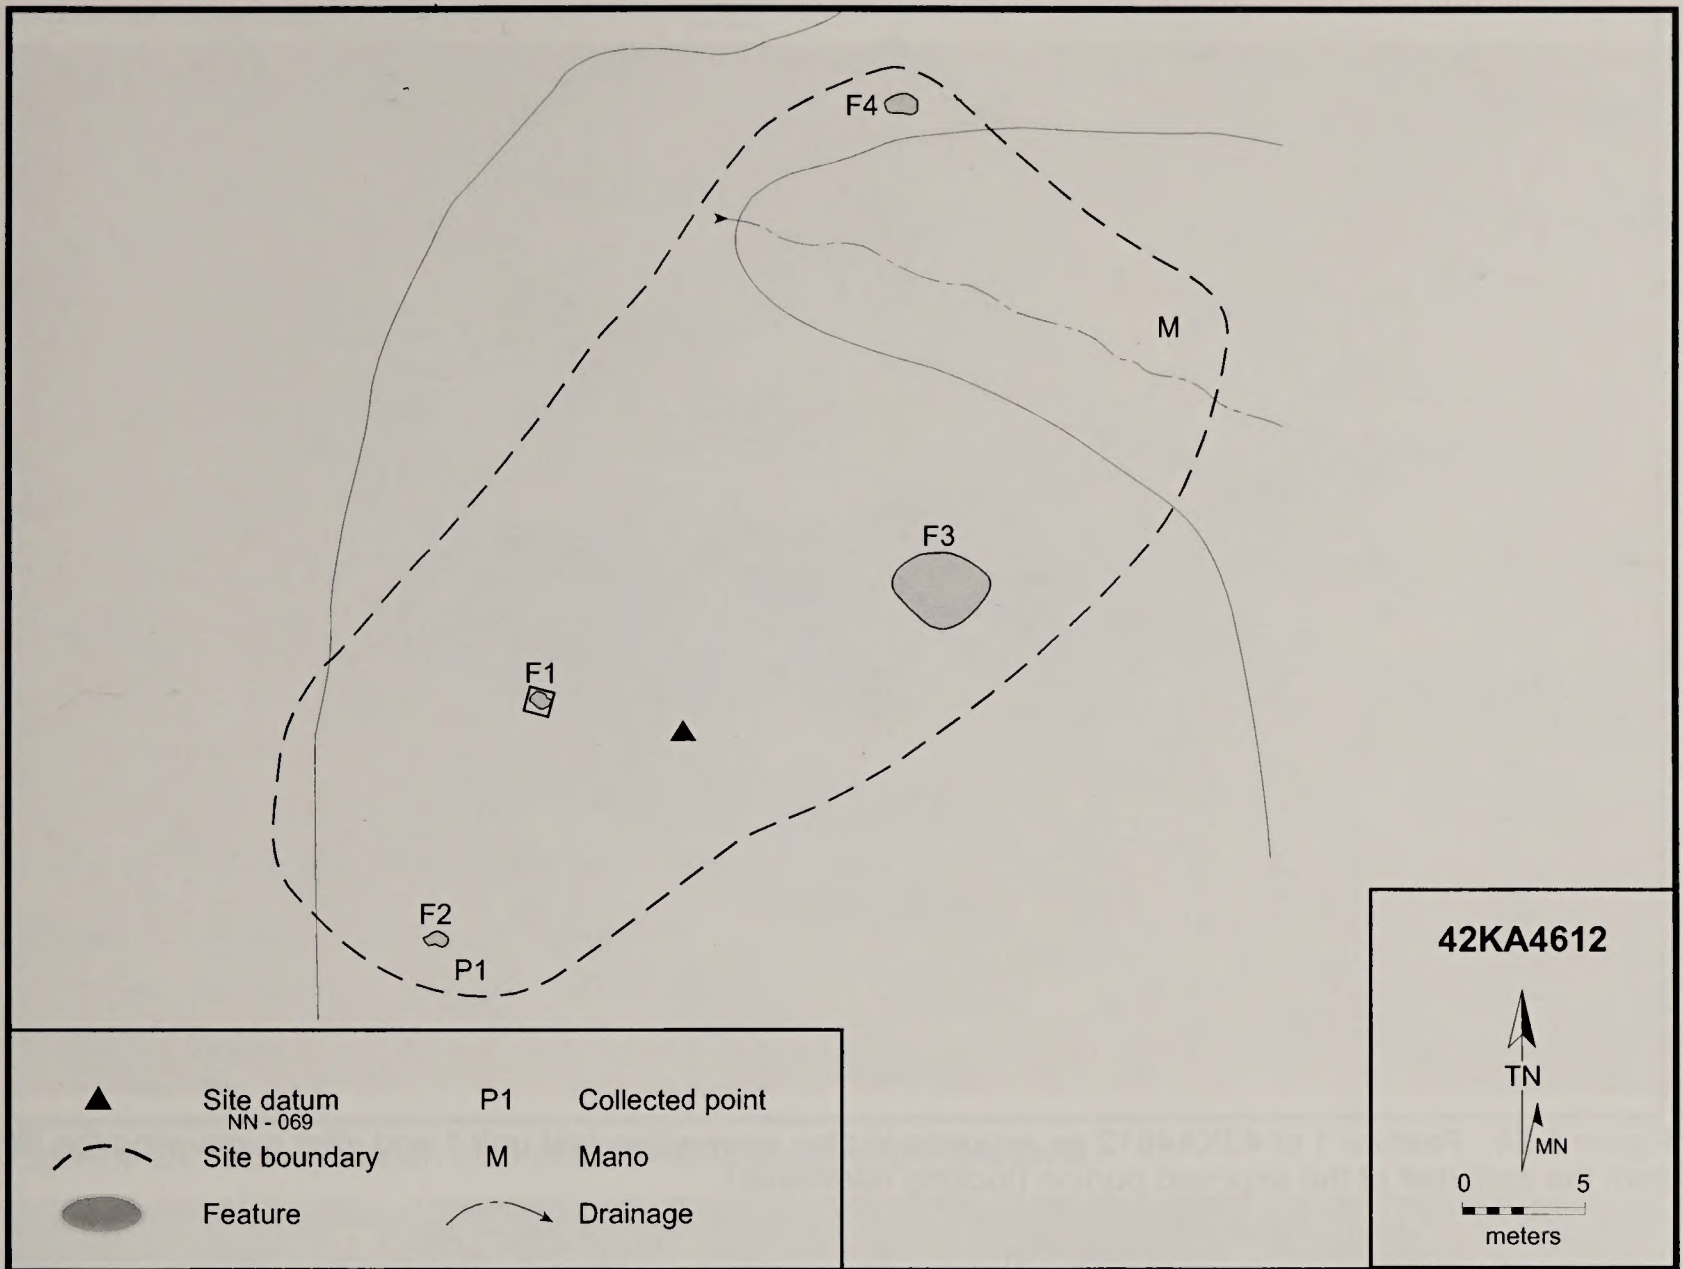 F4
M
F3
F1
F2
P1
42KA4612
TN
MN
0 5
meters
Site datum
NN - 069
Site boundary
Feature
P1 Collected point
M Mano
Drainage